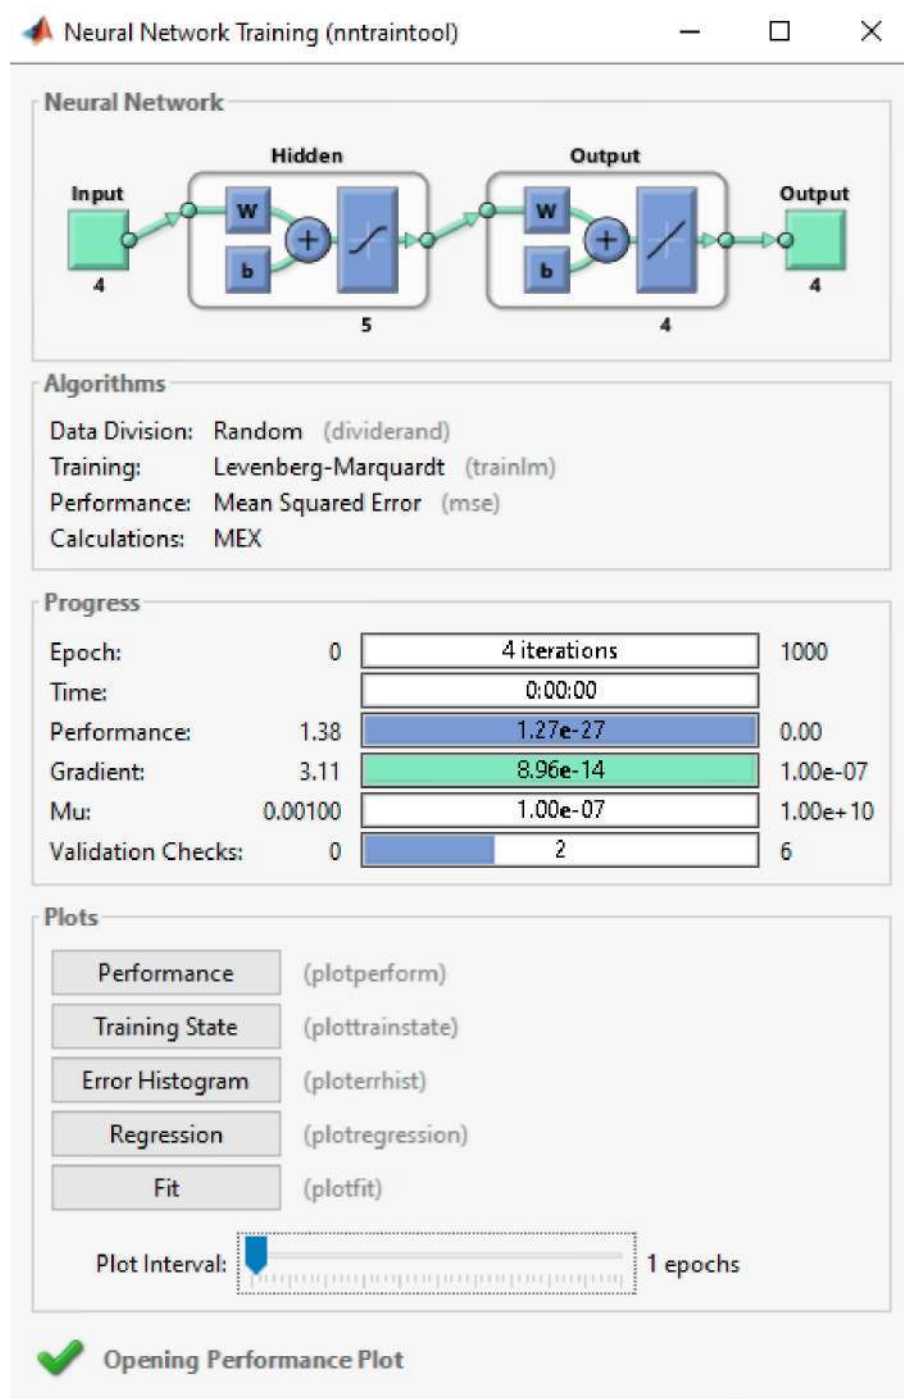 Neural Network Training (nntraintool)
Neural Network
Hidden
Output
Input
Output
W
W
b
b
4
4
5
4
Algorithms
Data Division: Random (dividerand)
Training: Levenberg-Marquardt (trainlm)
Performance: Mean Squared Error (mse)
Calculations: MEX
Progress
Epoch: 0 4 iterations 1000
Time: 0:00:00
Performance: 1.38 1.27e-27 0.00
Gradient: 3.11 8.96e-14 1.00e-07
Mu: 0.00100 1.00e-07 1.00e+10
Validation Checks: 0 2 6
Plots
Performance (plotperform)
Training State (plottrainstate)
Error Histogram (ploterrhist)
Regression (plotregression)
Fit (plotfit)
Plot Interval: 1 epochs
Opening Performance Plot